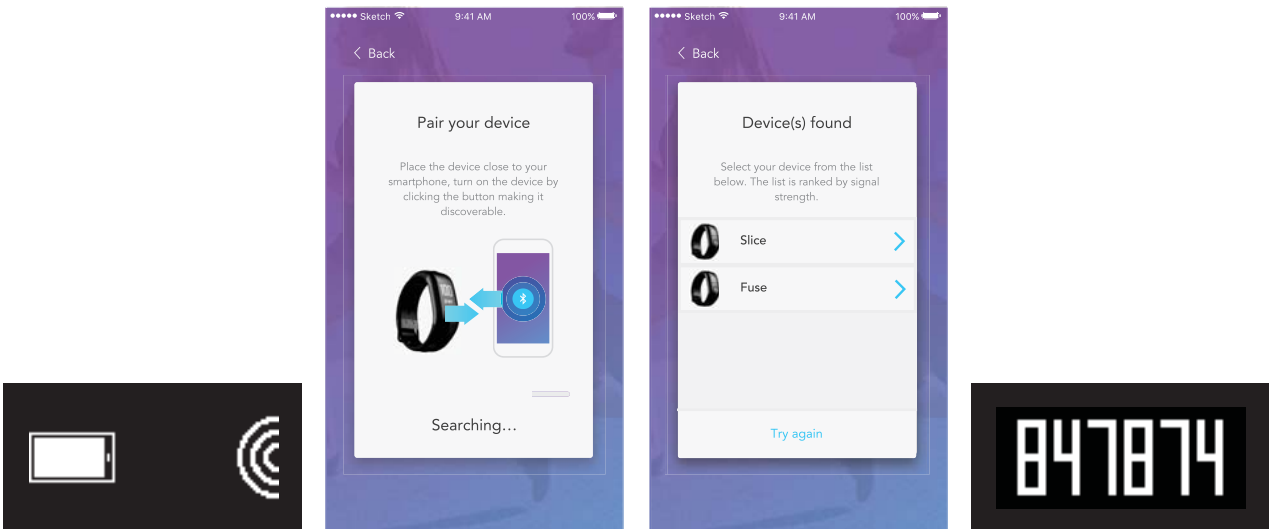 Sketch 9:41 AM 100%
Back
Pair your device
Place the device close to your
smartphone, turn on the device by
clicking the button making it
discoverable.
Searching...
Sketch 9:41 AM 100%
Back
Device(s) found
Select your device from the list
below. The list is ranked by signal
strength.
Slice
Fuse
Try again
847874